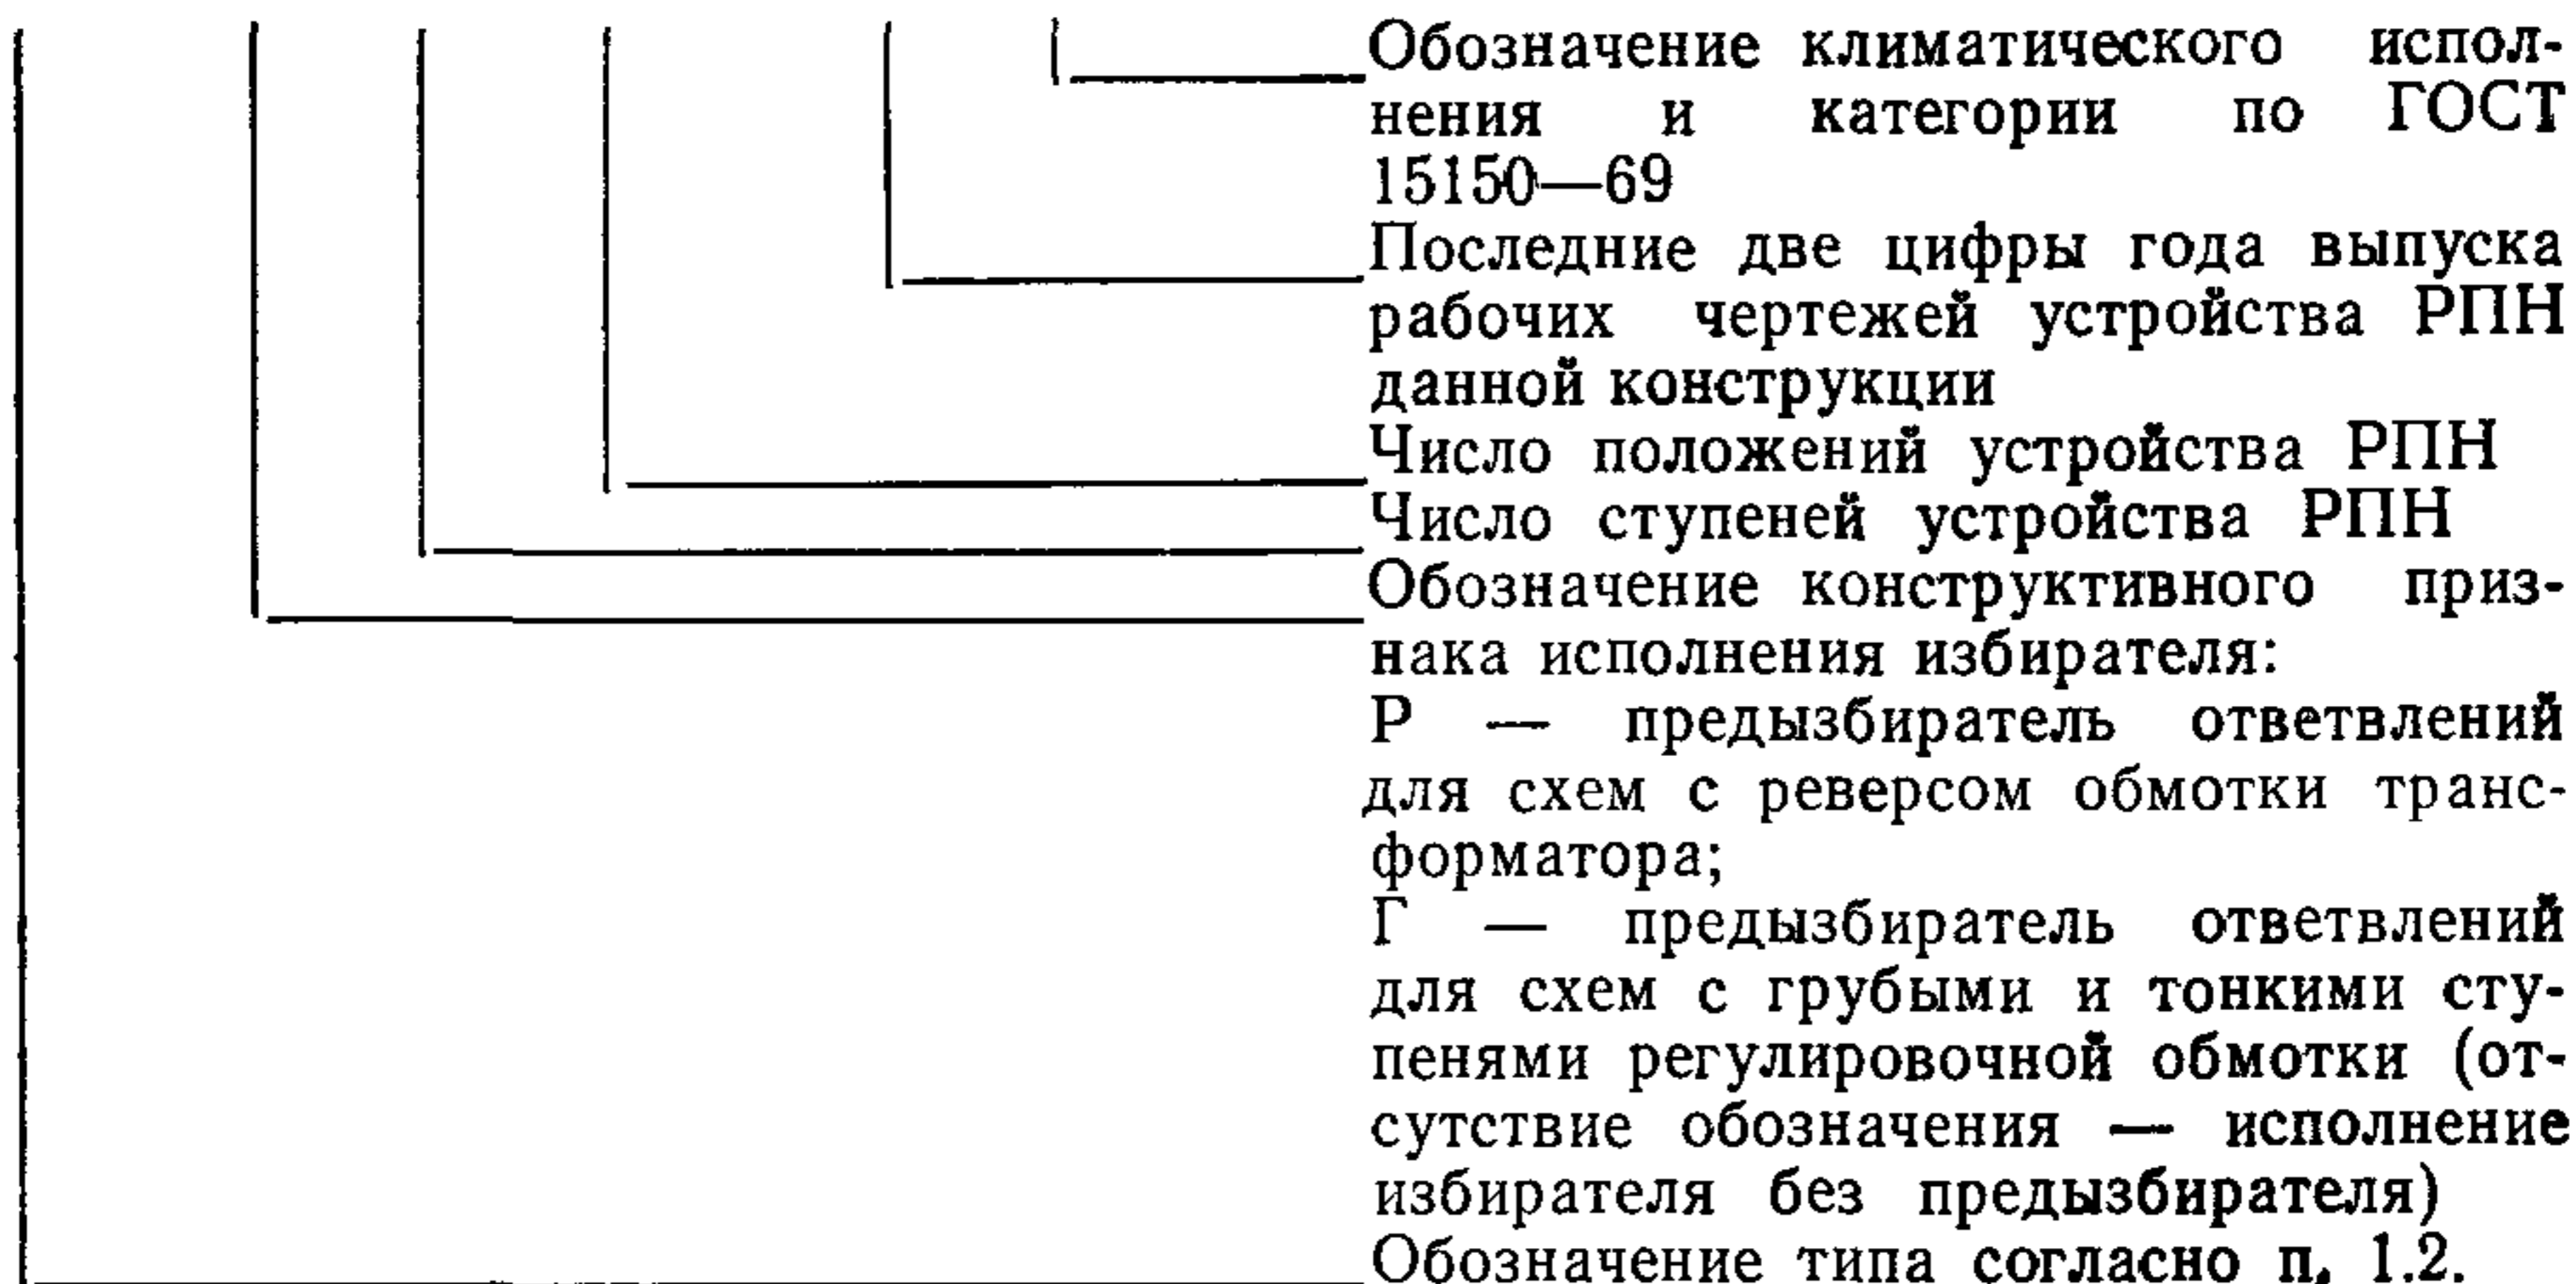 Обозначение климатического испол-
нения и категории по ГОСТ
15150—69
Последние две цифры года выпуска
рабочих чертежей устройства РПН
данной конструкции
Число положений устройства РПН
Число ступеней устройства РПН
Обозначение конструктивного приз-
нака исполнения избирателя:
Р — предызбиратель ответвлений
для схем с реверсом обмотки транс-
форматора;
Г — предызбиратель ответвлений
для схем с грубыми и тонкими сту-
пенями регулировочной обмотки (от-
сутствие обозначения — исполнение
избирателя без предызбирателя)
Обозначение типа согласно п. 1.2.